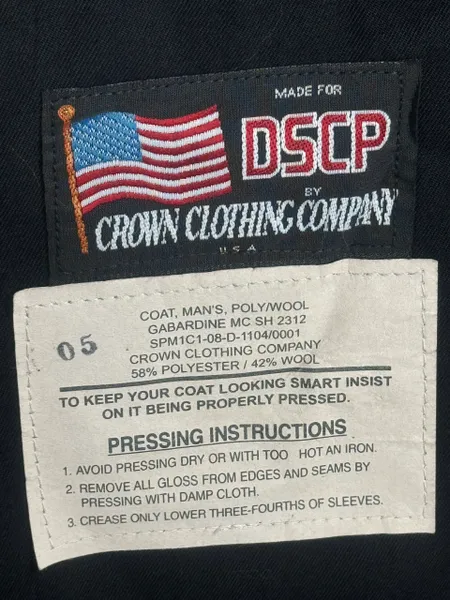 MADE FOR
DSCP
BY
CROWN CLOTHING COMPANY
USA
05
COAT, MAN'S, POLY/WOOL
GABARDINE MC SH 2312
SPM1C1-08-D-1104/0001
CROWN CLOTHING COMPANY
58% POLYESTER / 42% WOOL
TO KEEP YOUR COAT LOOKING SMART INSIST
ON IT BEING PROPERLY PRESSED.
PRESSING INSTRUCTIONS
1. AVOID PRESSING DRY OR WITH TOO HOT AN IRON.
2. REMOVE ALL GLOSS FROM EDGES AND SEAMS BY
PRESSING WITH DAMP CLOTH.
3. CREASE ONLY LOWER THREE-FOURTHS OF SLEEVES.